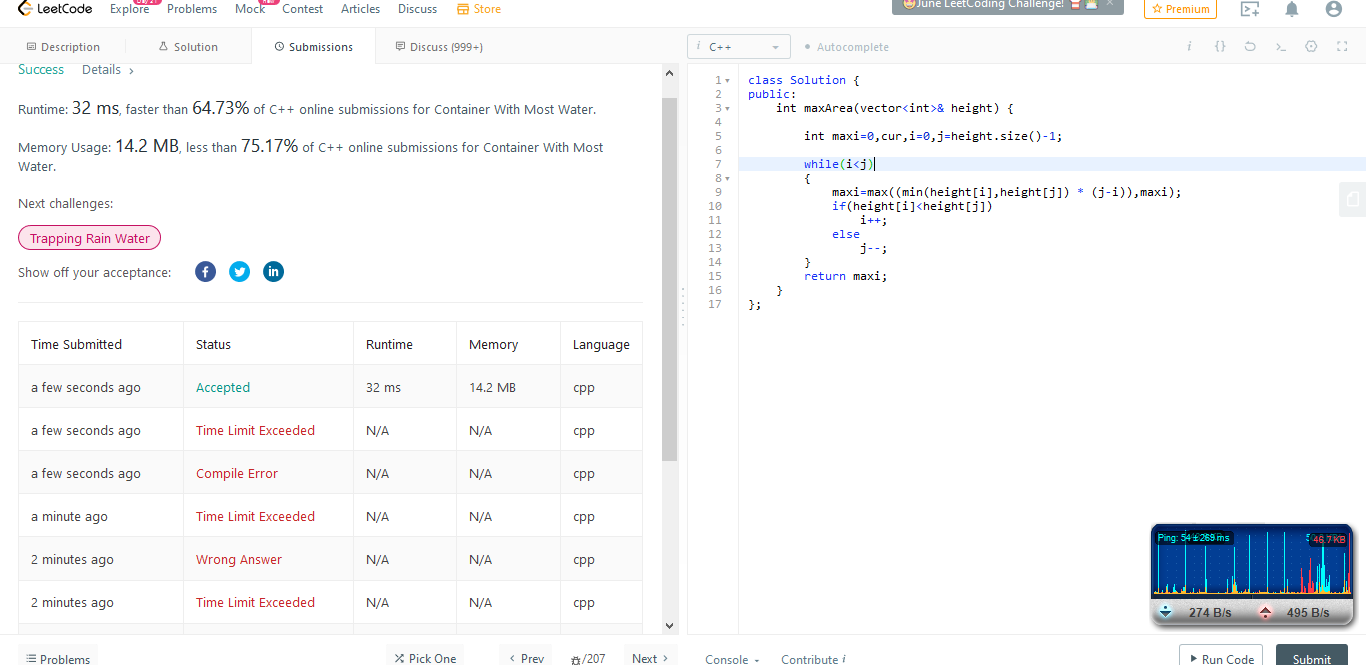 LeetCode Explore Problems Mock Contest Articles Discuss Store
June LeetCoding Challenge! × Premium
Description Solution Submissions Discuss (999+)
i C++ Autocomplete
Success Details ›
Runtime: 32 ms, faster than 64.73% of C++ online submissions for Container With Most Water.
Memory Usage: 14.2 MB, less than 75.17% of C++ online submissions for Container With Most
Water.
Next challenges:
Trapping Rain Water
Show off your acceptance:
Time Submitted Status Runtime Memory Language
a few seconds ago Accepted 32 ms 14.2 MB cpp
a few seconds ago Time Limit Exceeded N/A N/A cpp
a few seconds ago Compile Error N/A N/A cpp
a minute ago Time Limit Exceeded N/A N/A cpp
2 minutes ago Wrong Answer N/A N/A cpp
2 minutes ago Time Limit Exceeded N/A N/A cpp
Problems Pick One ‹ Prev /207 Next ›
1 class Solution {
2 public:
3 int maxArea(vector<int>& height) {
4
5 int maxi=0,cur,i=0,j=height.size()-1;
6
7 while(i<j)
8 {
9 maxi=max((min(height[i],height[j]) * (j-i)),maxi);
10 if(height[i]<height[j])
11 i++;
12 else
13 j--;
14 }
15 return maxi;
16 }
17 };
Ping: 54±269 ms 46.7 KB
274 B/s 495 B/s
Console Contribute i Run Code Submit